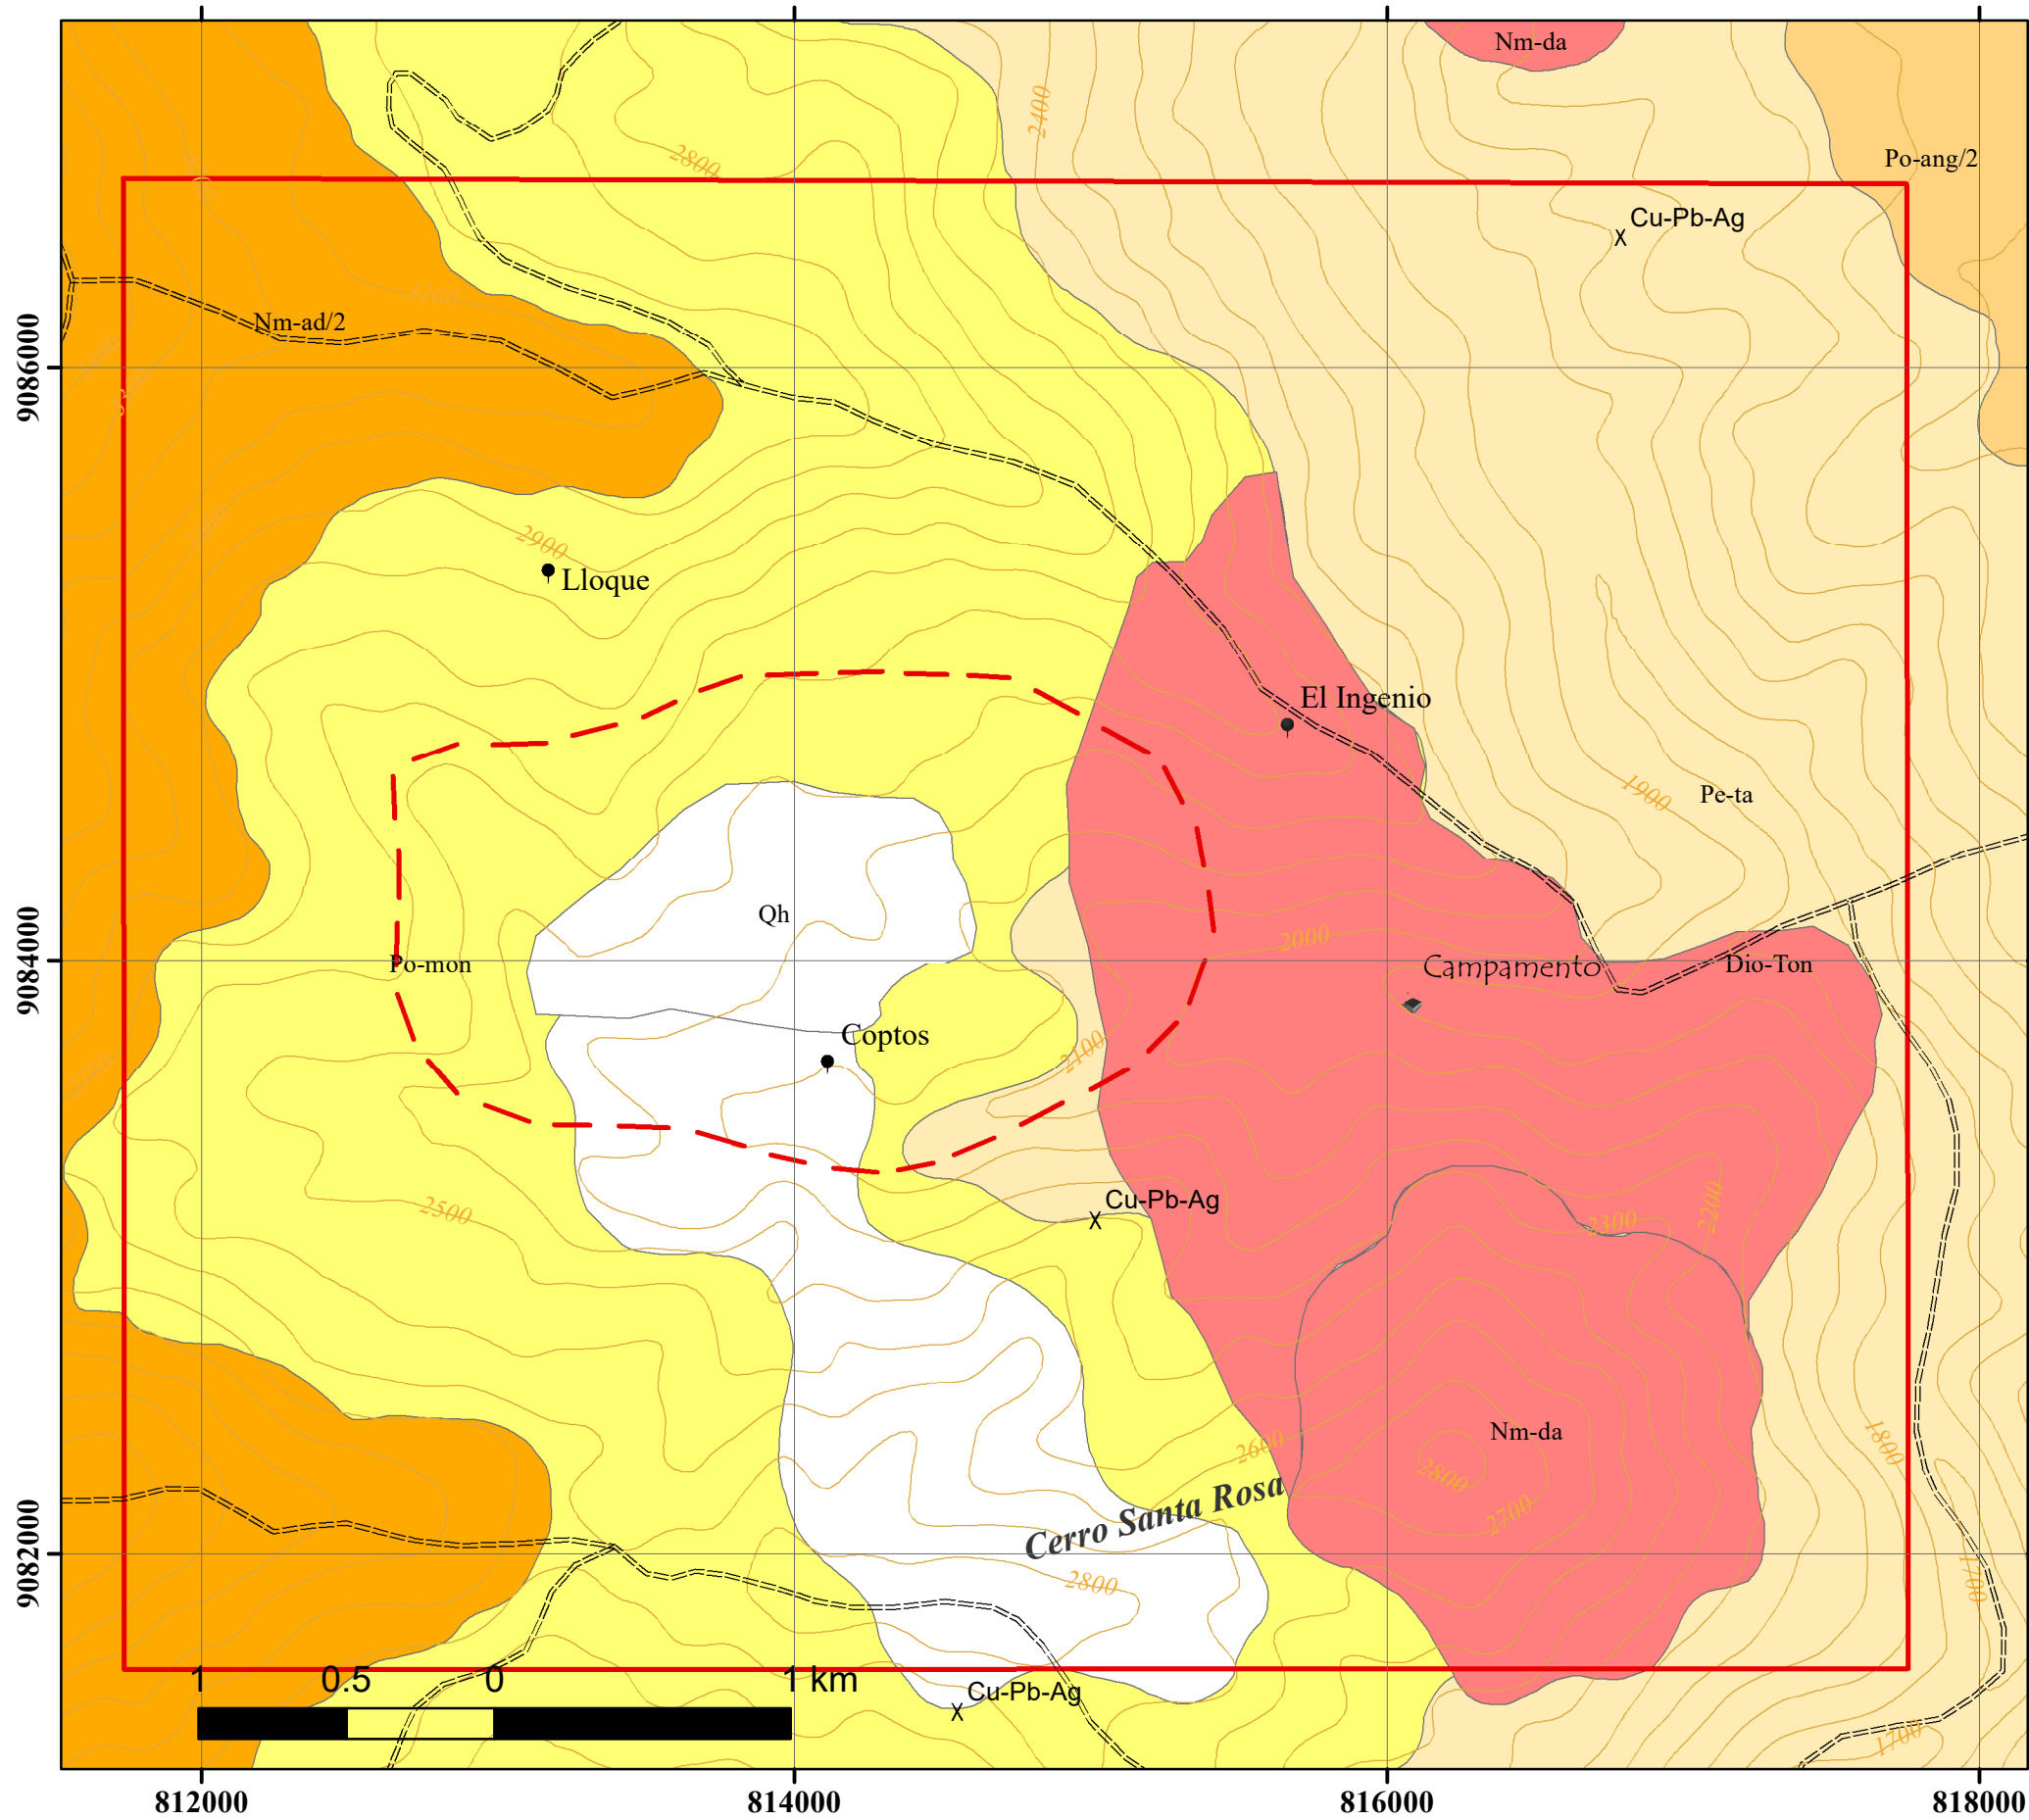 Nm-da
2400
Po-ang/2
2800
Cu-Pb-Ag
Nm-ad/2
9086000
2900
Lloque
El Ingenio
1900
Pe-ta
Qh
2000
9084000
Po-mon
Campamento
Dio-Ton
Coptos
2100
Cu-Pb-Ag
2500
2300
2200
2600
Nm-da
1800
2800
2700
Cerro Santa Rosa
9082000
2800
1700
1 0.5 0 1 km
Cu-Pb-Ag
1700
812000 814000 816000 818000